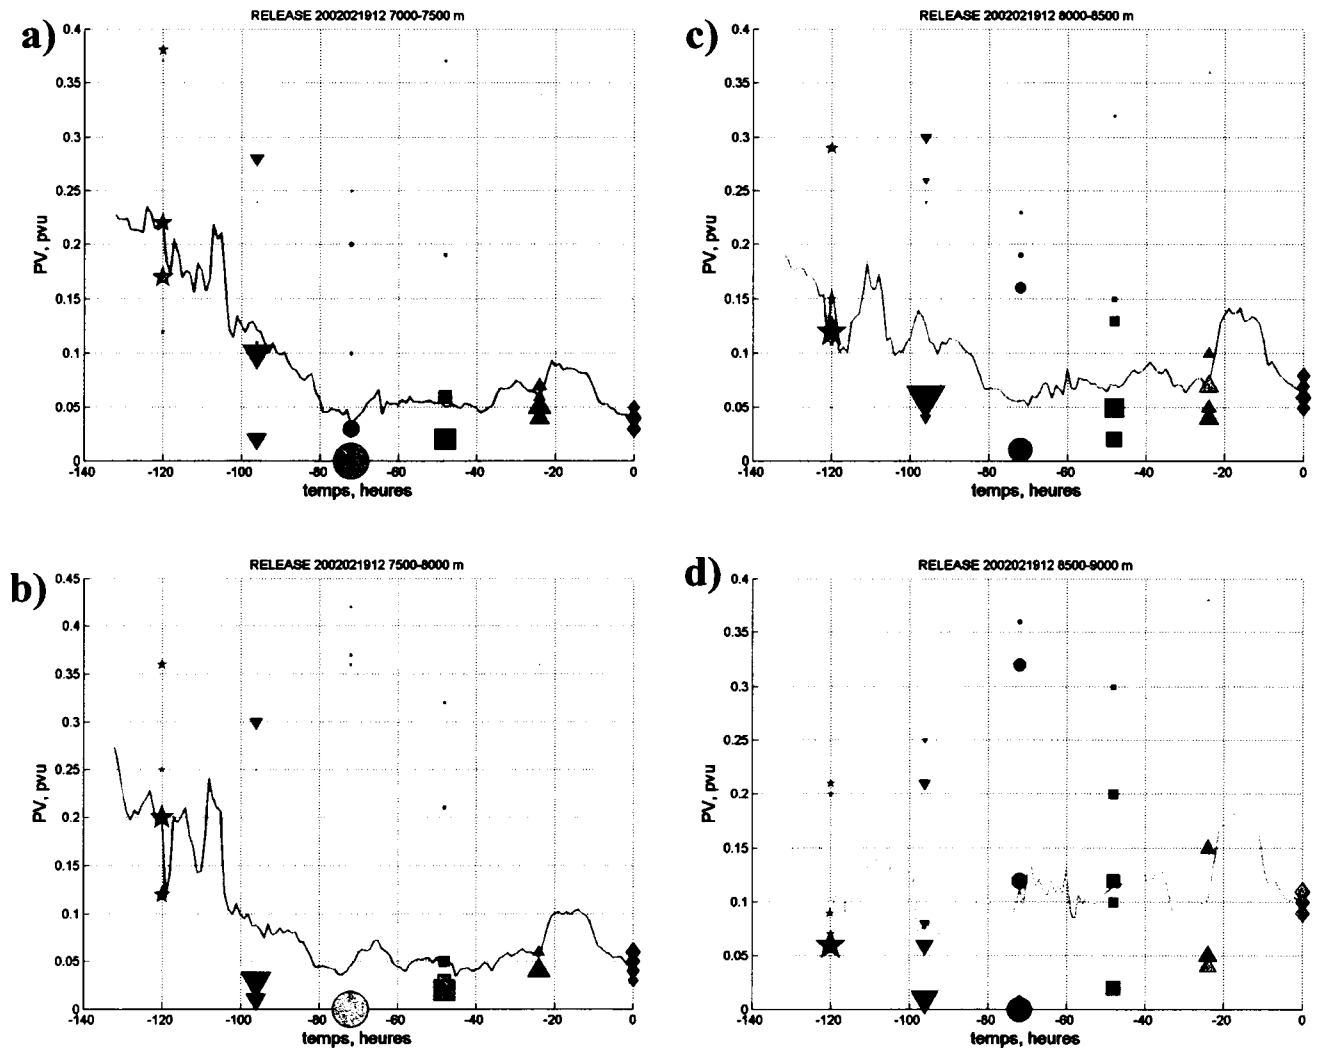 a)
RELEASE 2002021912 7000-7500 m
0.4
0.35
0.3
0.25
0.2
0.15
0.1
0.05
0
PV, pvu
-140 -120 -100 -80 -60 -40 -20 0
temps, heures
c)
RELEASE 2002021912 8000-8500 m
0.4
0.35
0.3
0.25
0.2
0.15
0.1
0.05
0
PV, pvu
-140 -120 -100 -80 -60 -40 -20 0
temps, heures
b)
RELEASE 2002021912 7500-8000 m
0.45
0.4
0.35
0.3
0.25
0.2
0.15
0.1
0.05
0
PV, pvu
-140 -120 -100 -80 -60 -40 -20 0
temps, heures
d)
RELEASE 2002021912 8500-9000 m
0.4
0.35
0.3
0.25
0.2
0.15
0.1
0.05
0
PV, pvu
-140 -120 -100 -80 -60 -40 -20 0
temps, heures